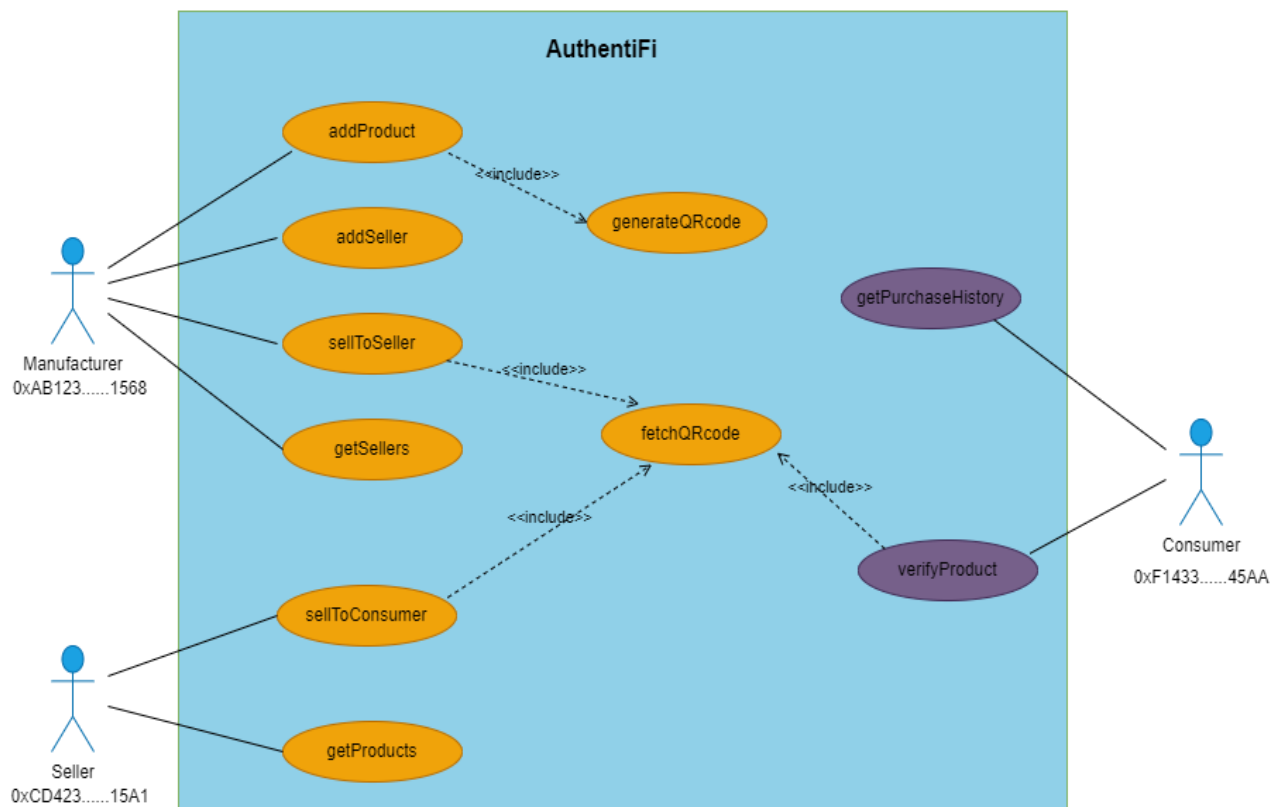 AuthentiFi
addProduct
<<include>>
generateQRcode
addSeller
getPurchaseHistory
sellToSeller
Manufacturer
0xAB123......1568
<<include>>
fetchQRcode
getSellers
<<include>>
<<include>>
Consumer
0xF1433......45AA
verifyProduct
sellToConsumer
getProducts
Seller
0xCD423......15A1